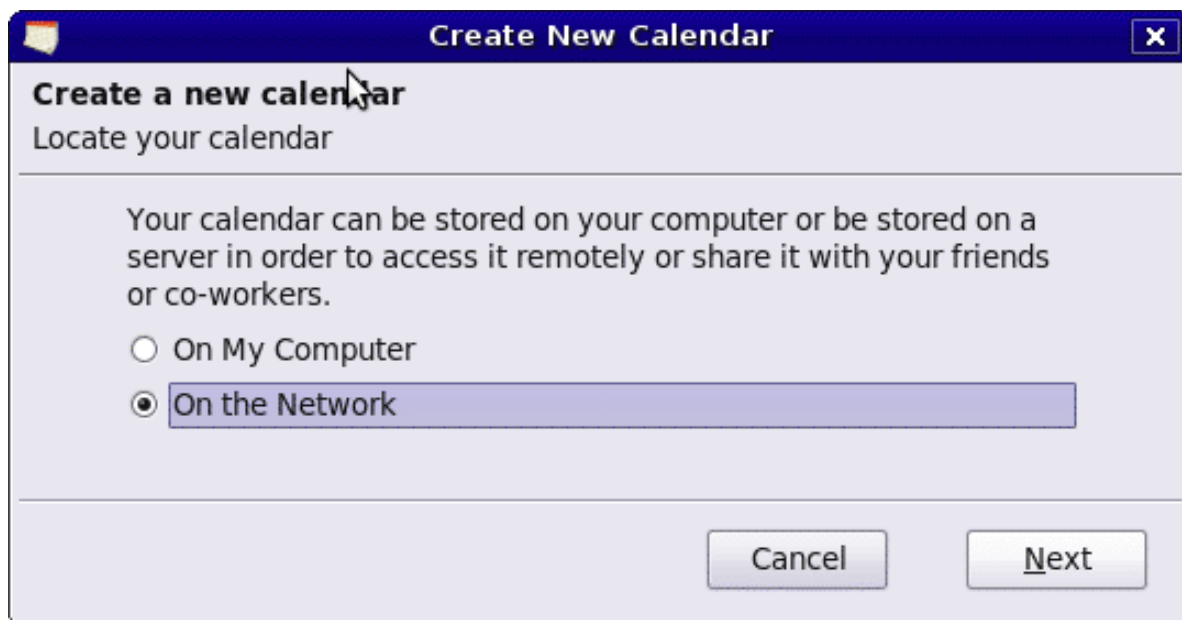 Create New Calendar
Create a new calendar
Locate your calendar
Your calendar can be stored on your computer or be stored on a
server in order to access it remotely or share it with your friends
or co-workers.
On My Computer
On the Network
Cancel
Next